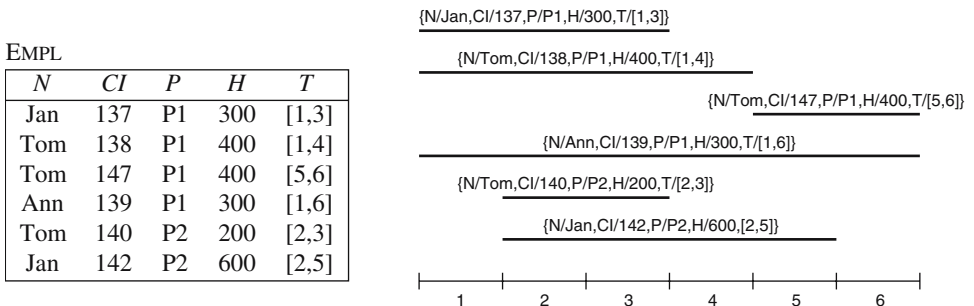 EMPL
N CI P H T
Jan 137 P1 300 [1,3]
Tom 138 P1 400 [1,4]
Tom 147 P1 400 [5,6]
Ann 139 P1 300 [1,6]
Tom 140 P2 200 [2,3]
Jan 142 P2 600 [2,5]
{N/Jan,CI/137,P/P1,H/300,T/[1,3]}
{N/Tom,CI/138,P/P1,H/400,T/[1,4]}
{N/Tom,CI/147,P/P1,H/400,T/[5,6]}
{N/Ann,CI/139,P/P1,H/300,T/[1,6]}
{N/Tom,CI/140,P/P2,H/200,T/[2,3]}
{N/Jan,CI/142,P/P2,H/600,[2,5]}
1 2 3 4 5 6